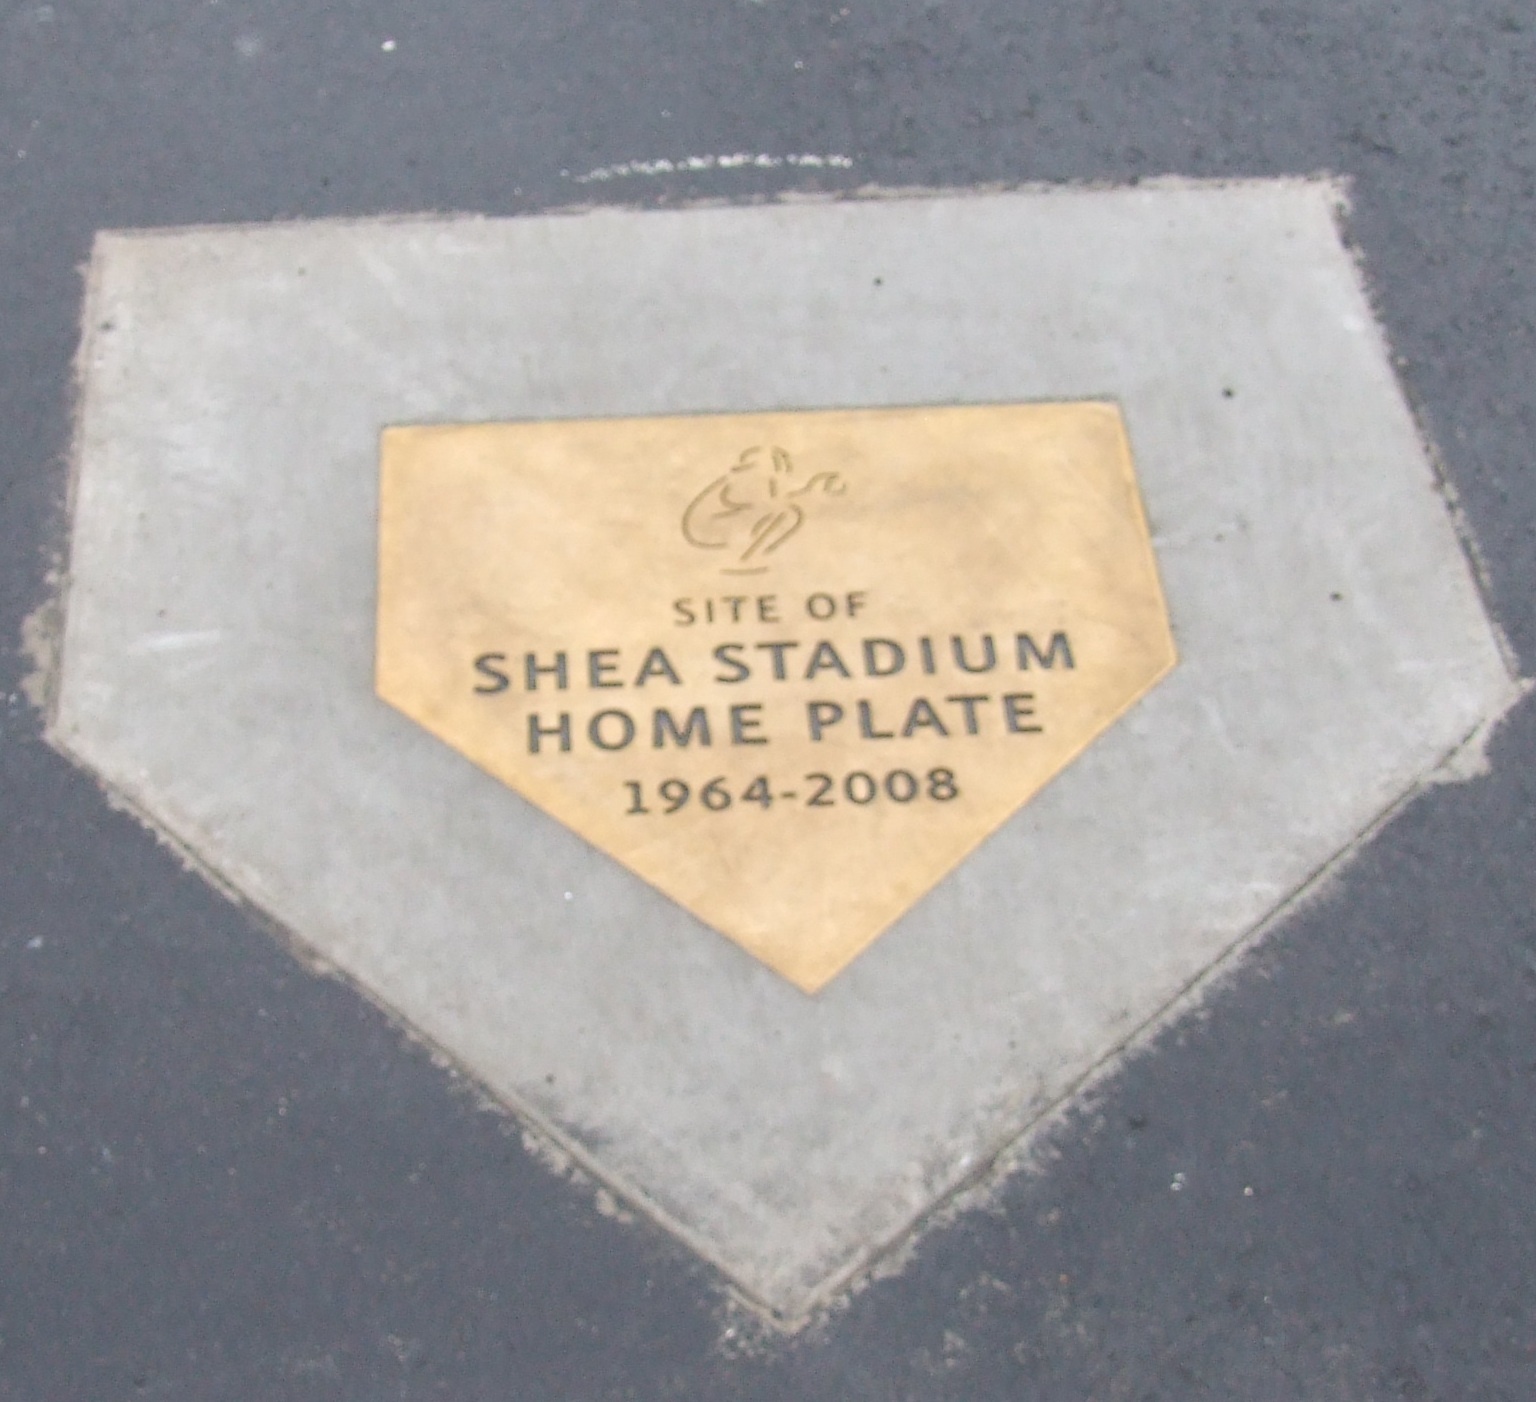 SITE OF
SHEA STADIUM
HOME PLATE
1964-2008